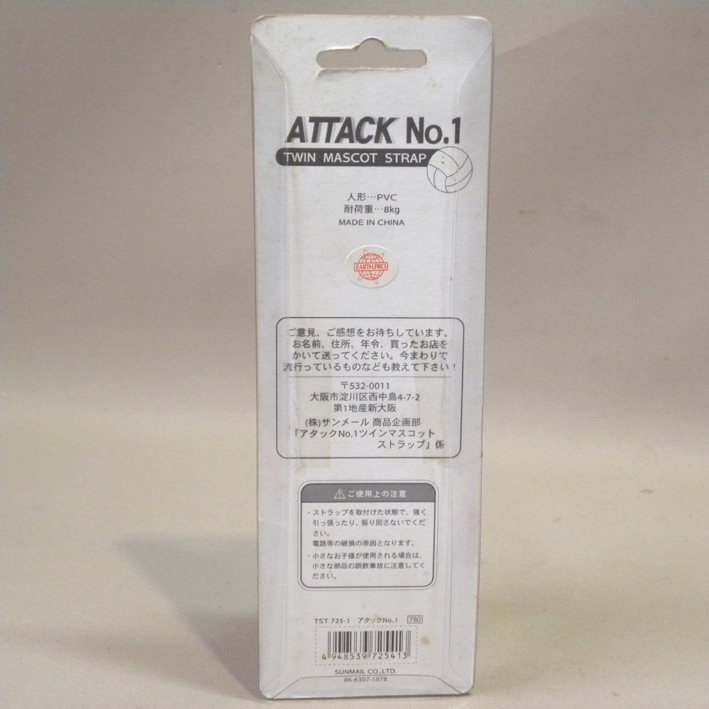 ATTACK No.1
TWIN MASCOT STRAP
人形…PVC
耐荷重…8kg
MADE IN CHINA
EARTH.PRO
ご意見、ご感想をお待ちしています。
お名前、住所、年令、買ったお店を
かいて送ってください。今まわりで
流行っているものなども教えて下さい!
〒532-0011
大阪市淀川区西中島4-7-2
第1地産新大阪
(株)サンメール 商品企画部
「アタックNo.1ツインマスコット
ストラップ」係
ご使用上の注意
・ストラップを取付けた状態で、強く
引っ張ったり、振り回さないでくだ
さい。
電話等の破損の原因となります。
・小さなお子様が使用される場合は、
小さな部品の誤飲事故に注意してく
ださい。
TST 725-1 アタックNo.1 780
4 948539 725413
SUNMAIL CO.,LTD.
06-6307-1078